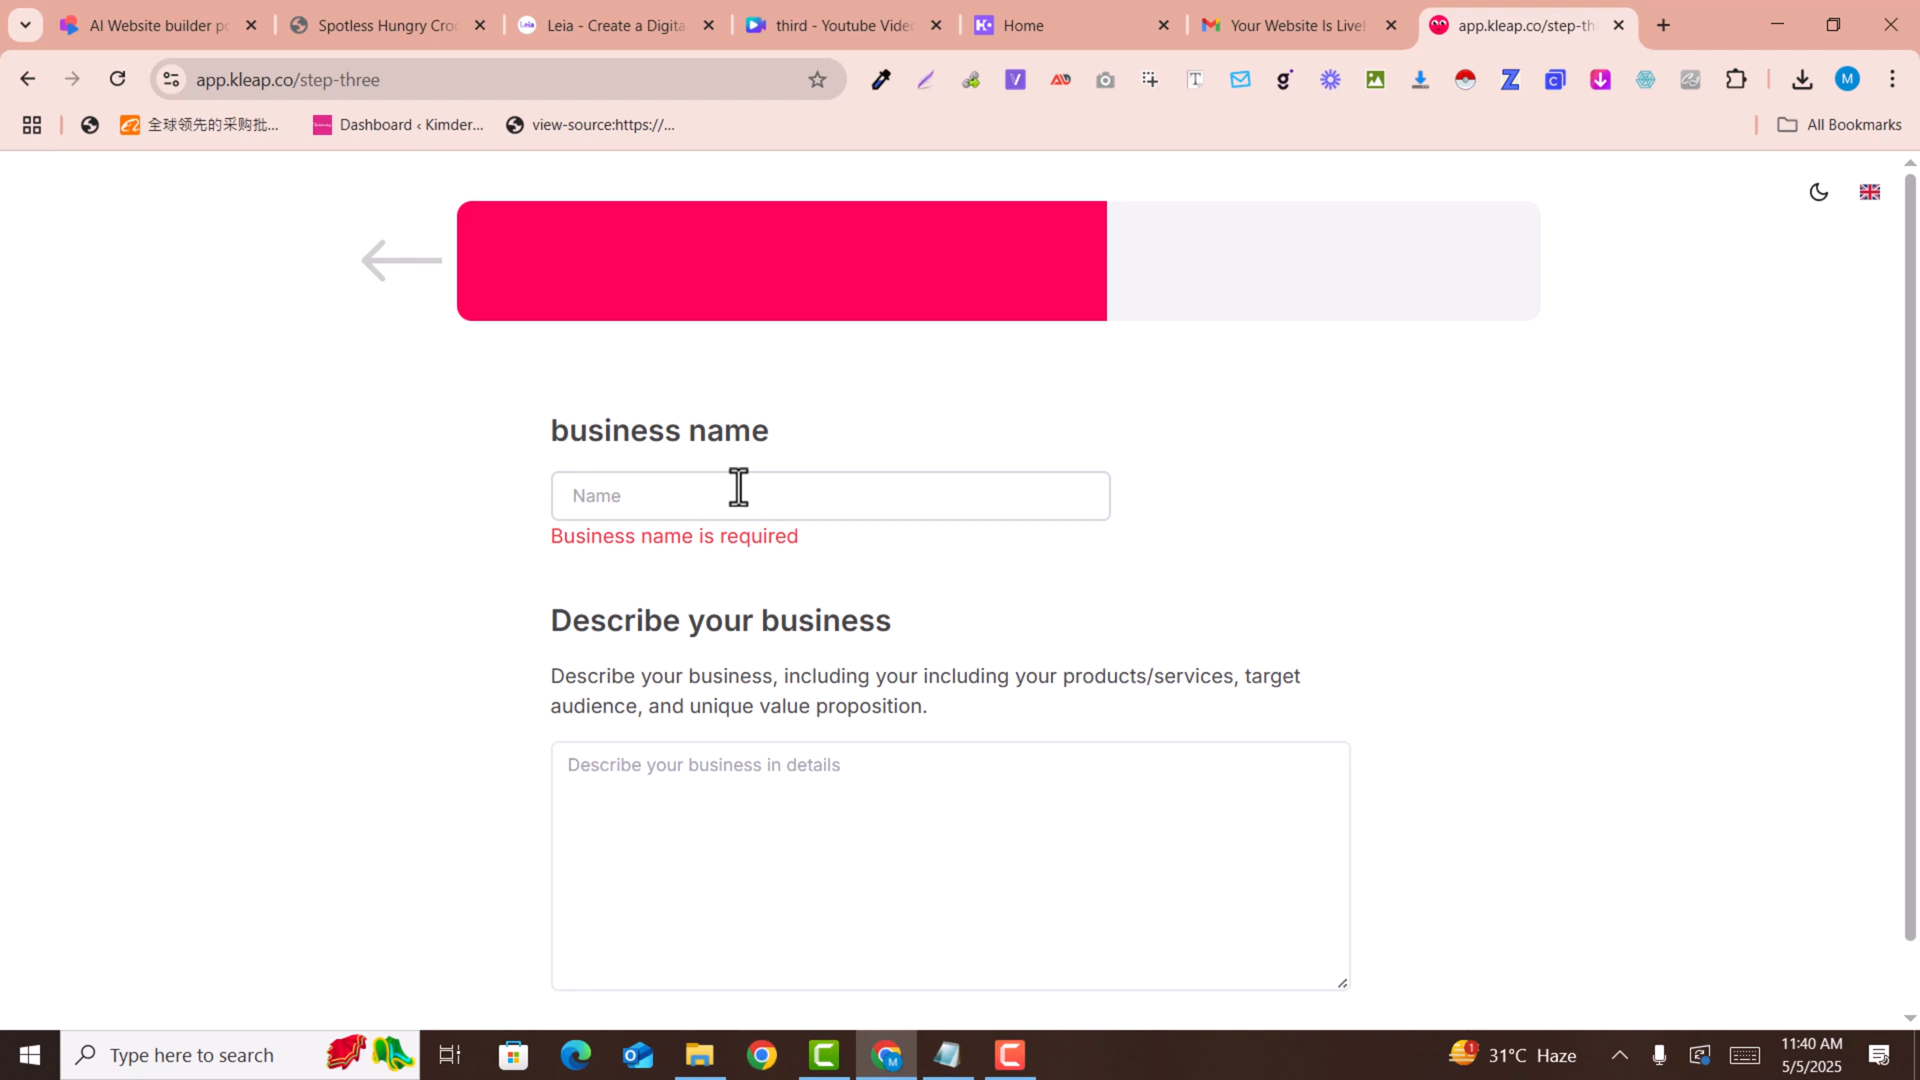 AI Website builder po
Spotless Hungry Croc
Leia - Create a Digita
third - Youtube Vide
Home
Your Website Is Live!
app.kleap.co/step-th
app.kleap.co/step-three
全球领先的采购批...
Dashboard ‹ Kimder...
view-source:https://...
All Bookmarks
business name
Name
Business name is required
Describe your business
Describe your business, including your including your products/services, target
audience, and unique value proposition.
Describe your business in details
Type here to search
31°C Haze
11:40 AM
5/5/2025